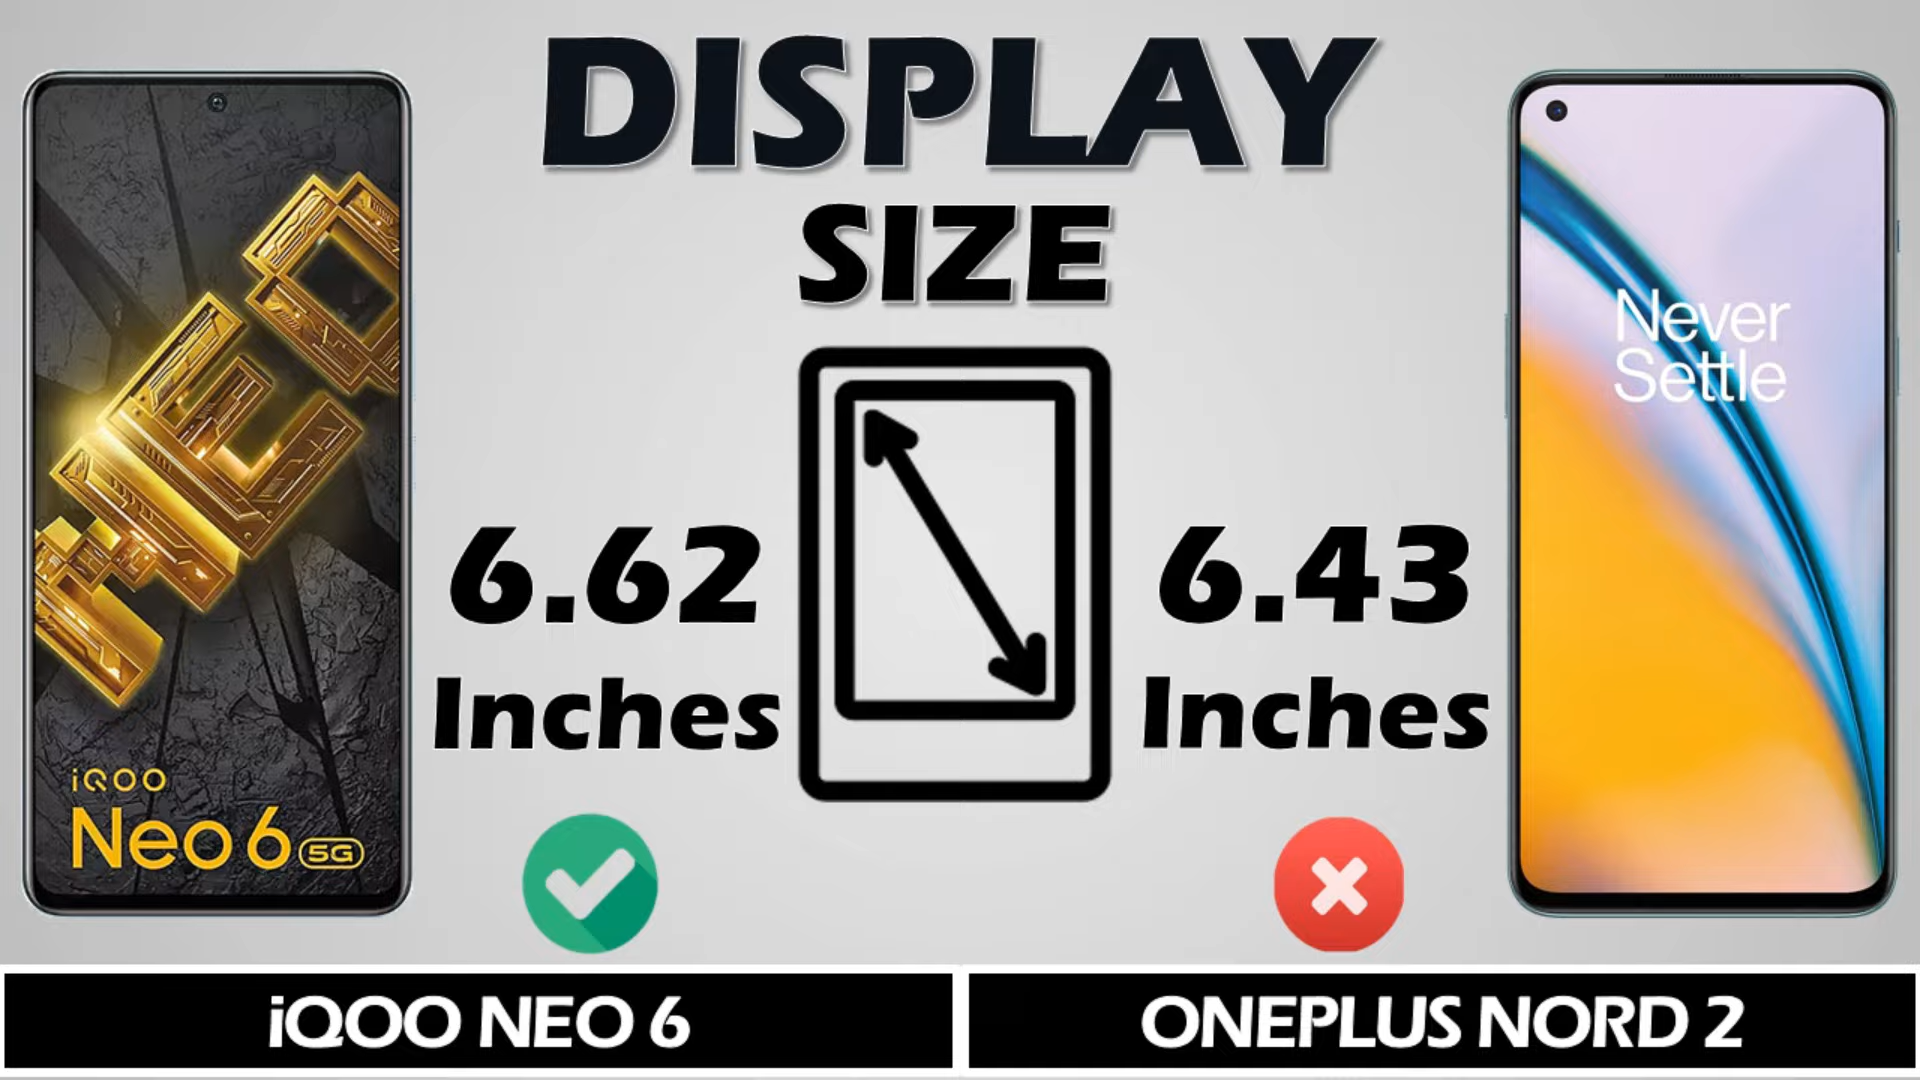 DISPLAY
SIZE
NEO
iQOO
Neo 6 5G
6.62
Inches
6.43
Inches
Never
Settle
iQOO NEO 6
ONEPLUS NORD 2